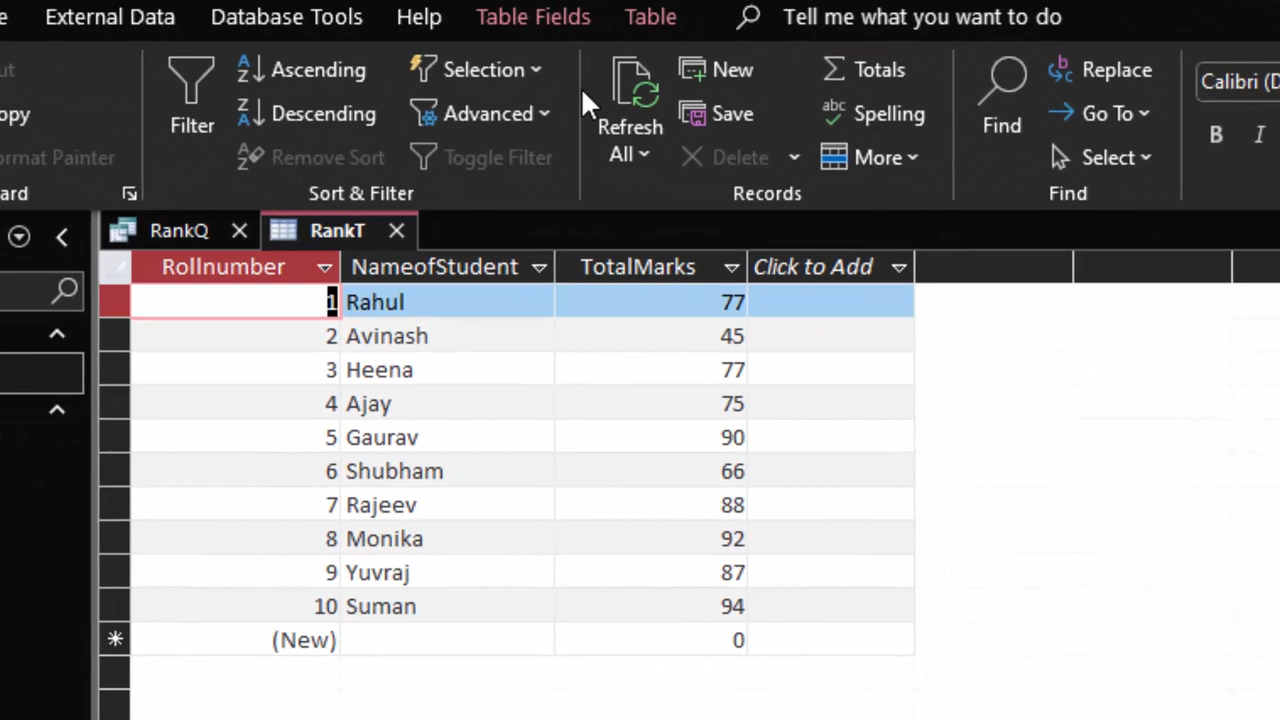 External Data Database Tools Help Table Fields Table Tell me what you want to do
Filter
Ascending
Descending
Remove Sort
Selection
Advanced
Toggle Filter
Sort & Filter
Refresh
All
New
Save
Delete
Totals
Spelling
More
Records
Find
Replace
Go To
Select
Find
Calibri (D
B I
opy
ormat Painter
ard
RankQ RankT
Rollnumber NameofStudent TotalMarks Click to Add
1 Rahul 77
2 Avinash 45
3 Heena 77
4 Ajay 75
5 Gaurav 90
6 Shubham 66
7 Rajeev 88
8 Monika 92
9 Yuvraj 87
10 Suman 94
(New) 0